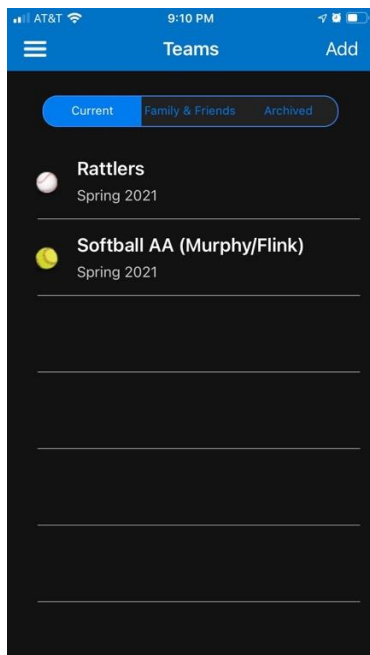 AT&T 9:10 PM
Teams Add
Current Family & Friends Archived
Rattlers
Spring 2021
Softball AA (Murphy/Flink)
Spring 2021